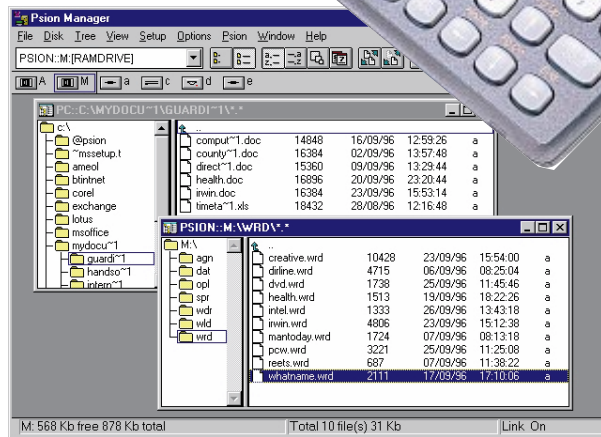 Psion Manager
File Disk Tree View Setup Options Psion Window Help
PSION::M:[RAMDRIVE]
A M a c d e
PC::C:\MYDOCU~1\GUARDI~1\*.*
c:\
@psion
~mssetup.t
ameol
btintnet
corel
exchange
lotus
msoffice
mydocu~1
guardi~1
handso~1
intern~1
..
comput~1.doc 14848 16/09/96 12:59:26 a
county~1.doc 16384 02/09/96 13:57:48 a
direct~1.doc 15360 09/09/96 13:29:44 a
health.doc 16896 20/09/96 23:20:44 a
irwin.doc 16384 23/09/96 15:53:14 a
timeta~1.xls 18432 28/08/96 12:16:48 a
PSION::M:\WRD\*.*
M:\
agn
dat
opl
spr
wdr
wld
wrd
..
creative.wrd 10428 23/09/96 15:54:00 a
dirline.wrd 4715 06/09/96 08:25:04 a
dvd.wrd 1738 25/09/96 11:45:46 a
health.wrd 1513 19/09/96 18:22:26 a
intel.wrd 1333 26/09/96 13:43:18 a
irwin.wrd 4806 23/09/96 15:12:38 a
mantoday.wrd 1724 07/09/96 08:13:18 a
pcw.wrd 3221 25/09/96 11:25:08 a
reets.wrd 687 07/09/96 11:38:22 a
whatname.wrd 2111 17/09/96 17:10:06 a
M: 568 Kb free 878 Kb total
Total 10 file(s) 31 Kb
Link On